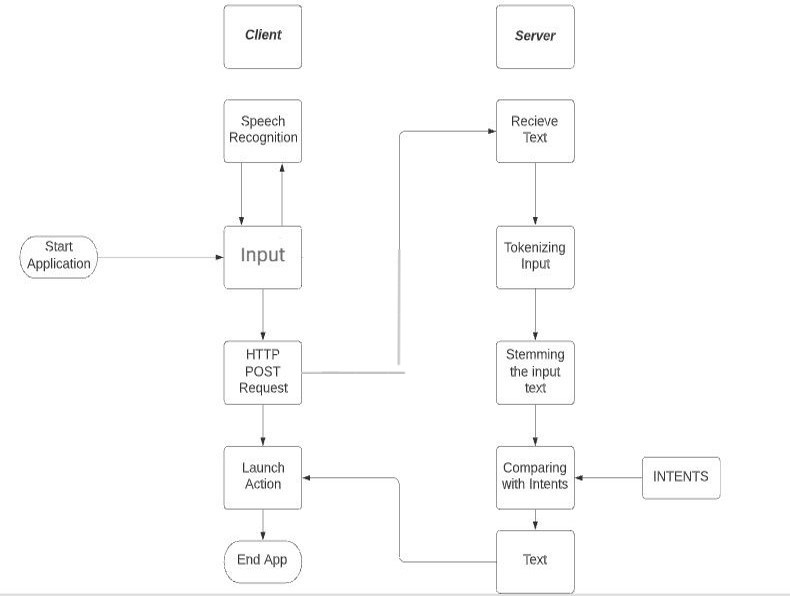 Client
Server
Speech
Recognition
Recieve
Text
Start
Application
Input
Tokenizing
Input
HTTP
POST
Request
Stemming
the input
text
Launch
Action
Comparing
with Intents
INTENTS
End App
Text